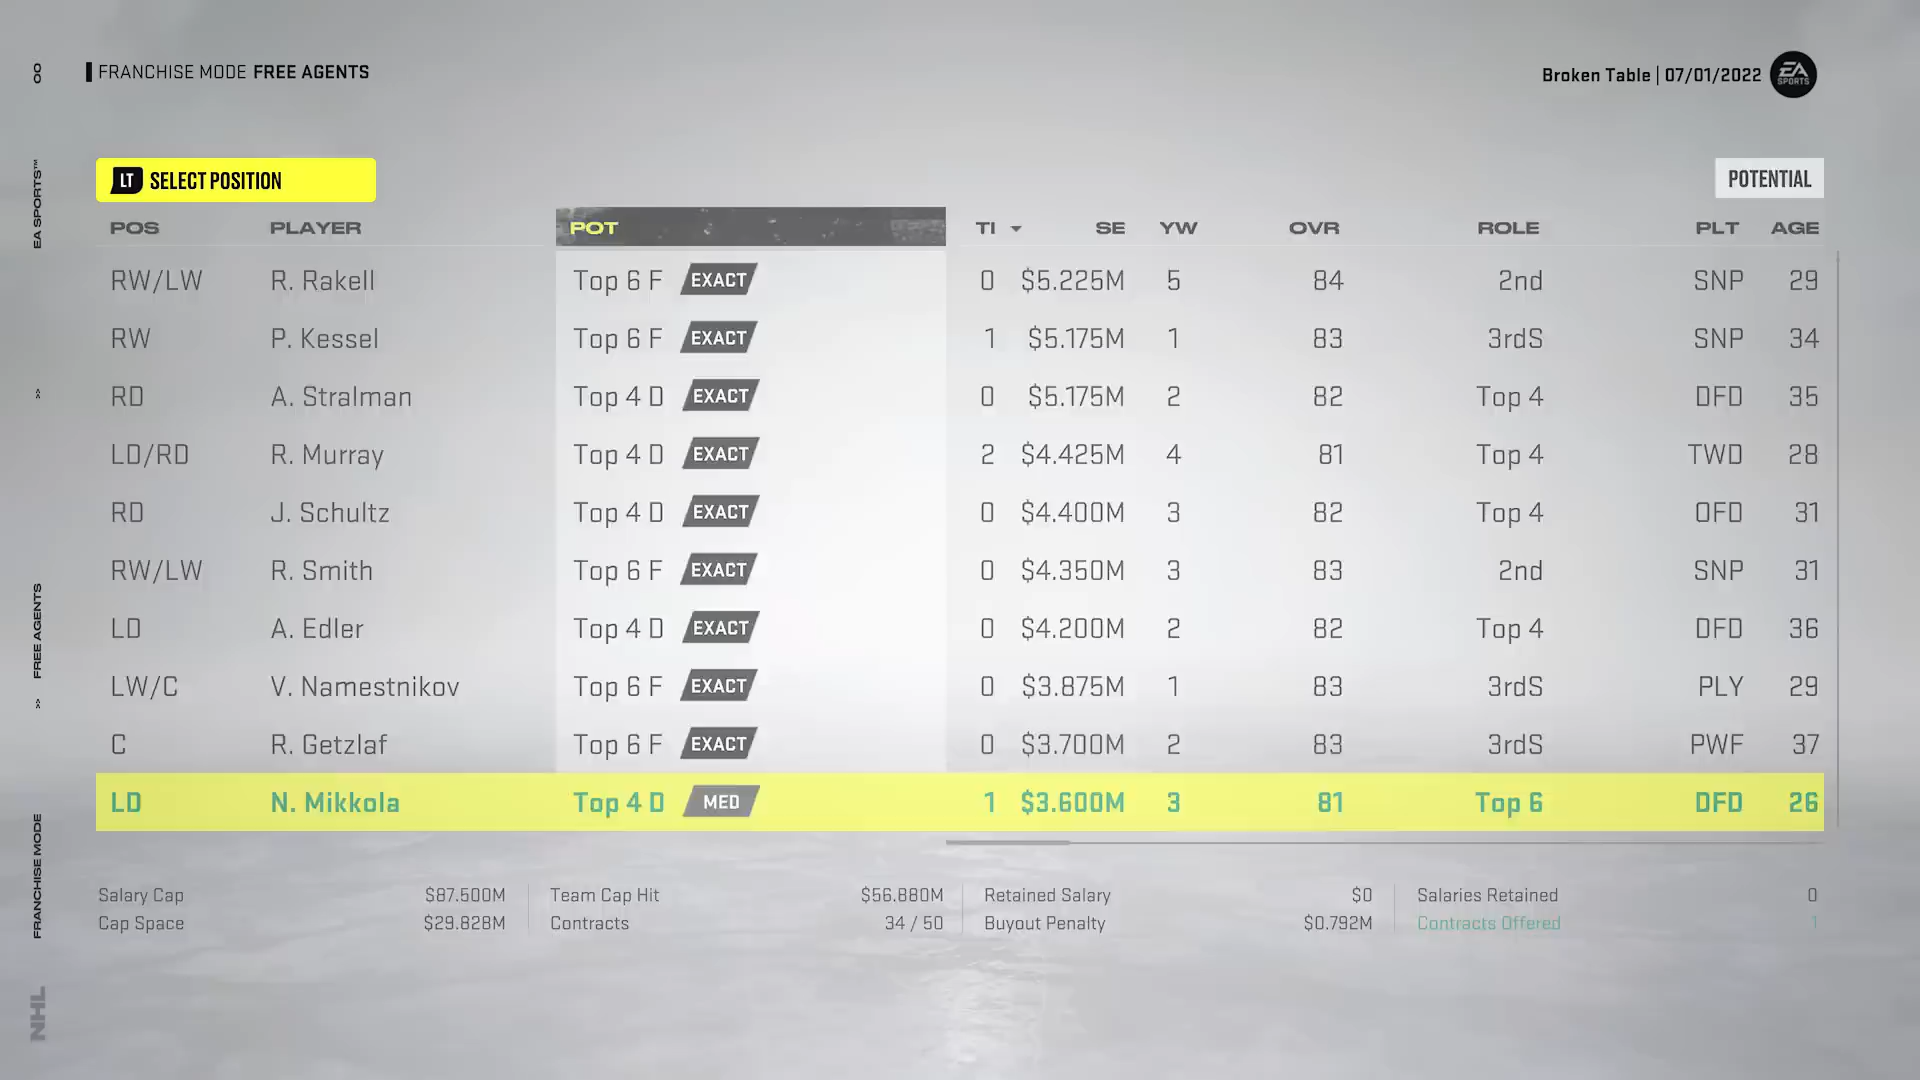 FRANCHISE MODE FREE AGENTS
Broken Table | 07/01/2022
EA SPORTS
LT SELECT POSITION
POTENTIAL
POS PLAYER POT TI SE YW OVR ROLE PLT AGE
RW/LW R. Rakell Top 6 F EXACT 0 $5.225M 5 84 2nd SNP 29
RW P. Kessel Top 6 F EXACT 1 $5.175M 1 83 3rdS SNP 34
RD A. Stralman Top 4 D EXACT 0 $5.175M 2 82 Top 4 DFD 35
LD/RD R. Murray Top 4 D EXACT 2 $4.425M 4 81 Top 4 TWD 28
RD J. Schultz Top 4 D EXACT 0 $4.400M 3 82 Top 4 OFD 31
RW/LW R. Smith Top 6 F EXACT 0 $4.350M 3 83 2nd SNP 31
LD A. Edler Top 4 D EXACT 0 $4.200M 2 82 Top 4 DFD 36
LW/C V. Namestnikov Top 6 F EXACT 0 $3.875M 1 83 3rdS PLY 29
C R. Getzlaf Top 6 F EXACT 0 $3.700M 2 83 3rdS PWF 37
LD N. Mikkola Top 4 D MED 1 $3.600M 3 81 Top 6 DFD 26
Salary Cap $87.500M Team Cap Hit $56.880M Retained Salary $0 Salaries Retained 0
Cap Space $29.828M Contracts 34 / 50 Buyout Penalty $0.792M Contracts Offered 1
NHL FRANCHISE MODE >> FREE AGENTS >> EA SPORTS™ 00